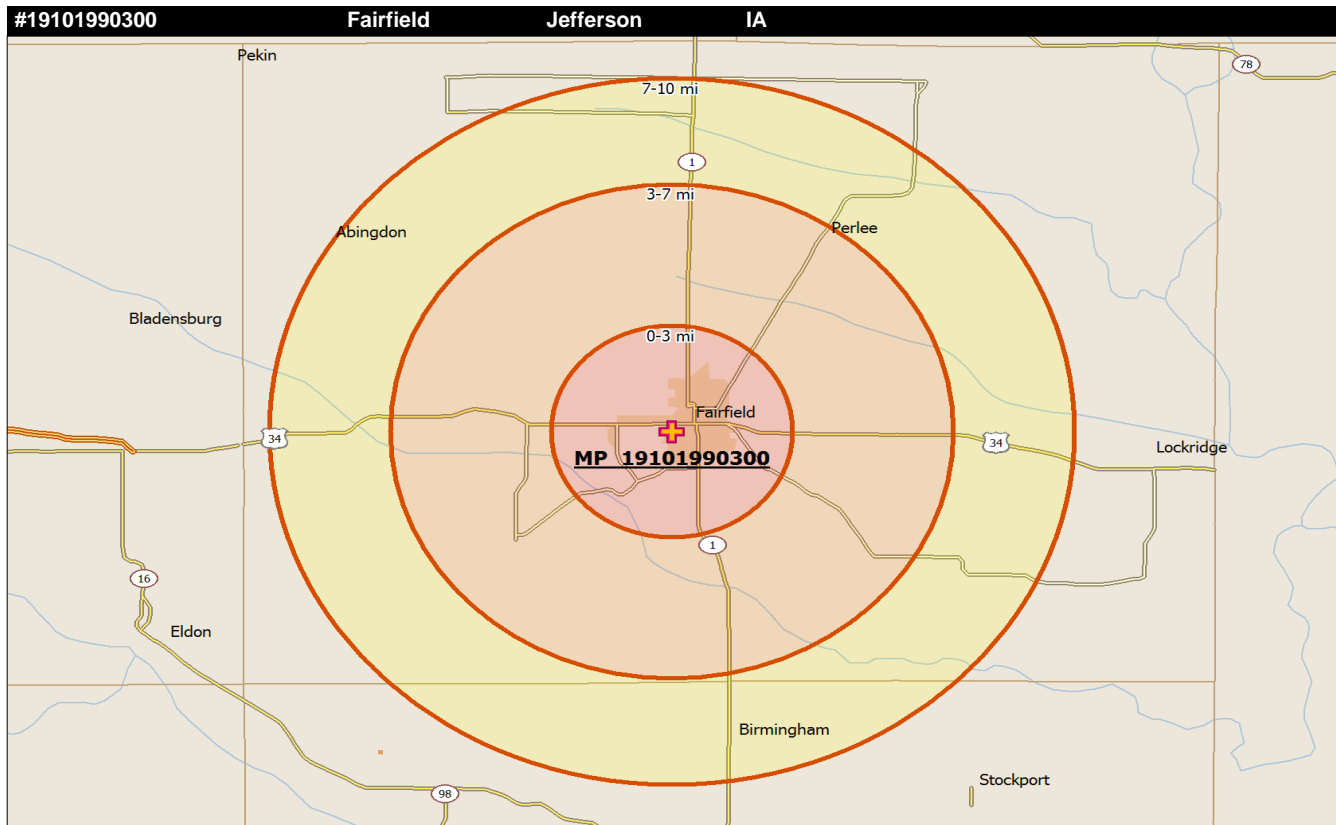 #19101990300 Fairfield Jefferson IA
Pekin
78
7-10 mi
1
3-7 mi
Abingdon
Perlee
Bladensburg
0-3 mi
Fairfield
34
34
MP 19101990300
Lockridge
1
16
Eldon
Birmingham
Stockport
98